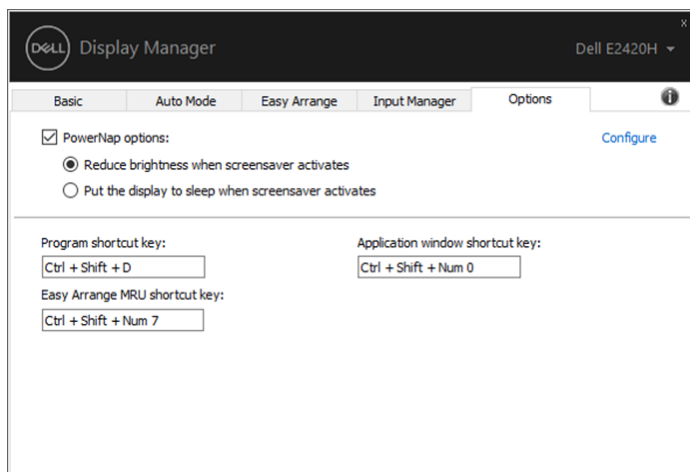 x
DELL Display Manager Dell E2420H
Basic Auto Mode Easy Arrange Input Manager Options i
PowerNap options: Configure
Reduce brightness when screensaver activates
Put the display to sleep when screensaver activates
Program shortcut key: Application window shortcut key:
Ctrl + Shift + D Ctrl + Shift + Num 0
Easy Arrange MRU shortcut key:
Ctrl + Shift + Num 7